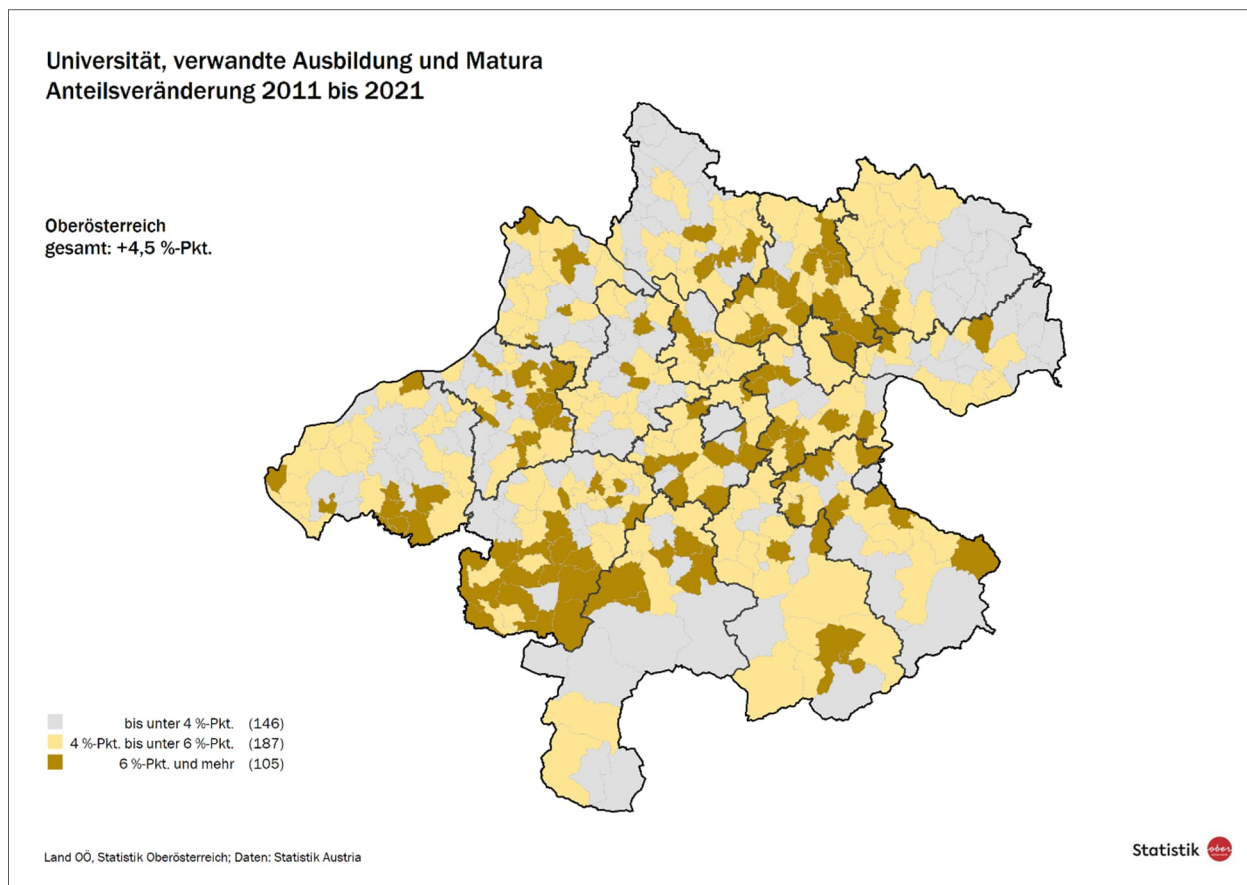 Universität, verwandte Ausbildung und Matura
Anteilsveränderung 2011 bis 2021
Oberösterreich
gesamt: +4,5 %-Pkt.
bis unter 4 %-Pkt. (146)
4 %-Pkt. bis unter 6 %-Pkt. (187)
6 %-Pkt. und mehr (105)
Land OÖ, Statistik Oberösterreich; Daten: Statistik Austria
Statistik ober